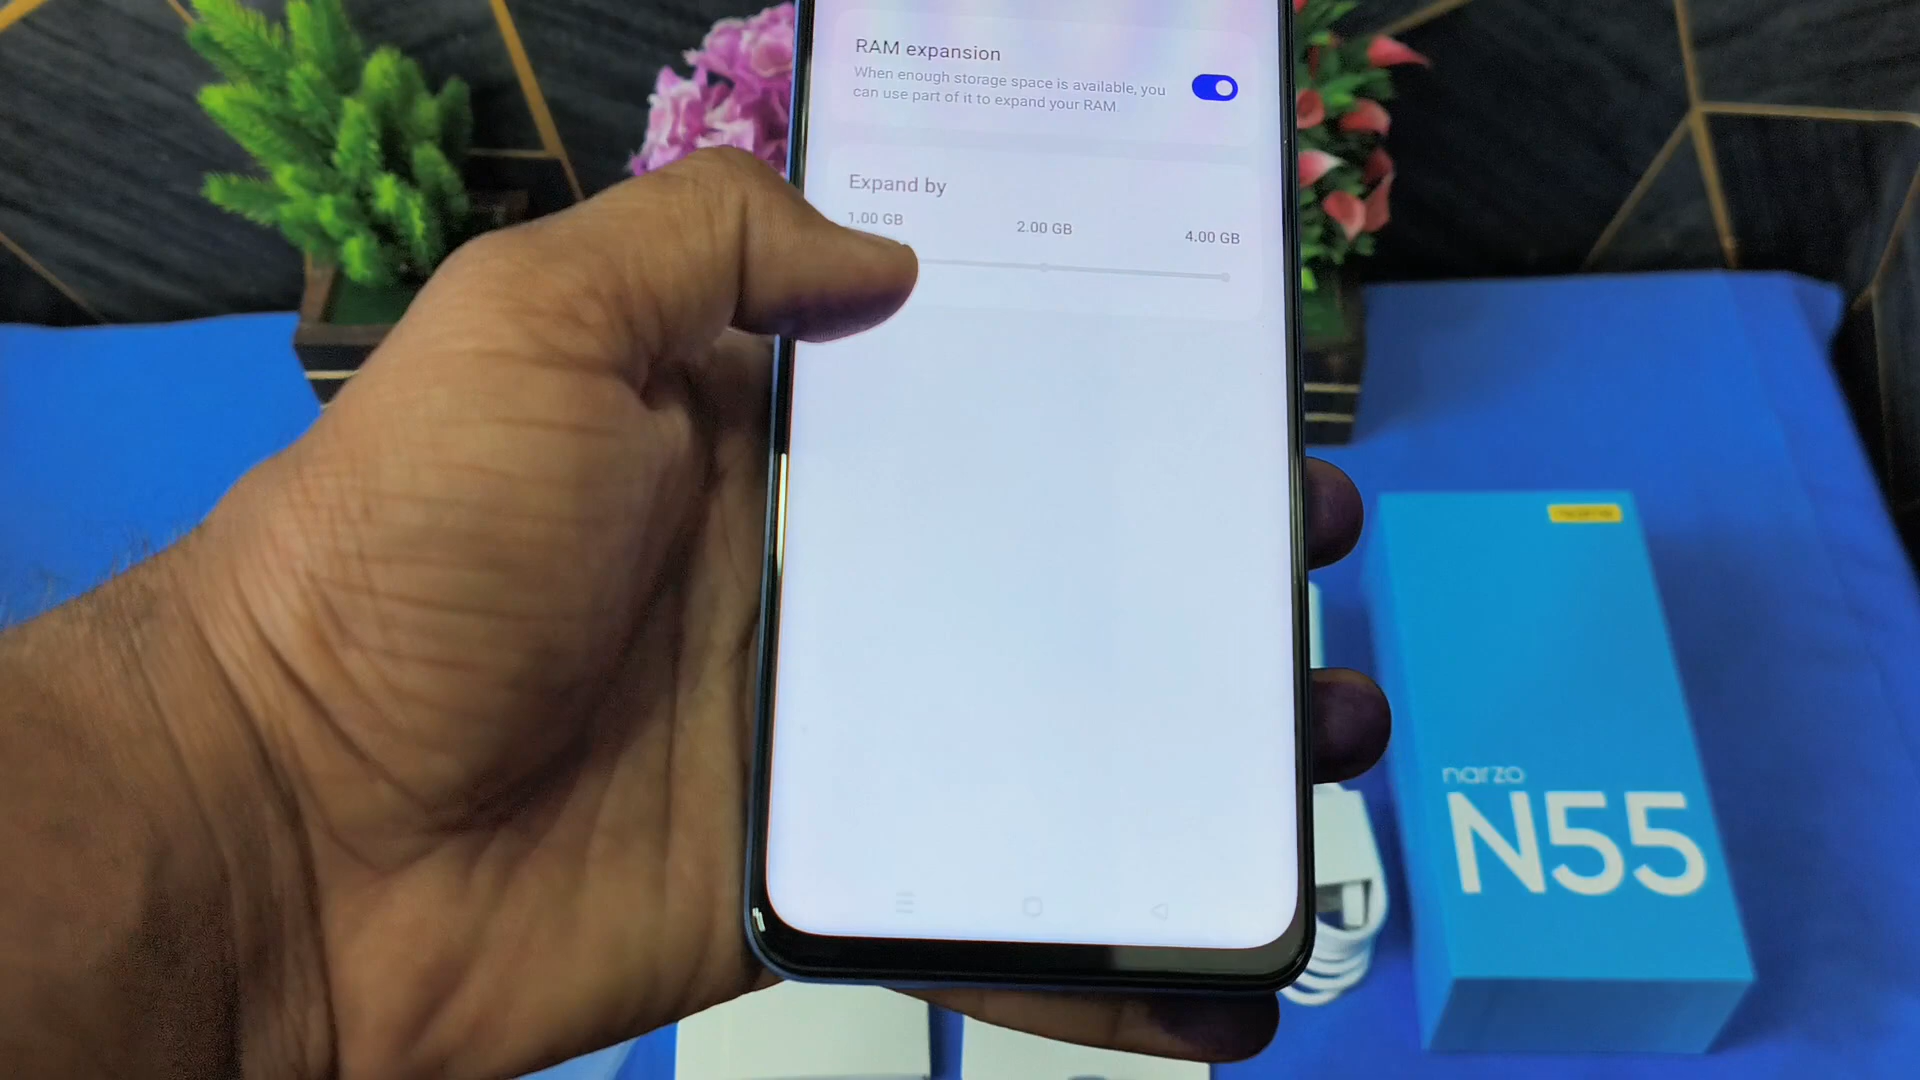 RAM expansion
When enough storage space is available, you
can use part of it to expand your RAM.
Expand by
1.00 GB 2.00 GB 4.00 GB
narzo
N55